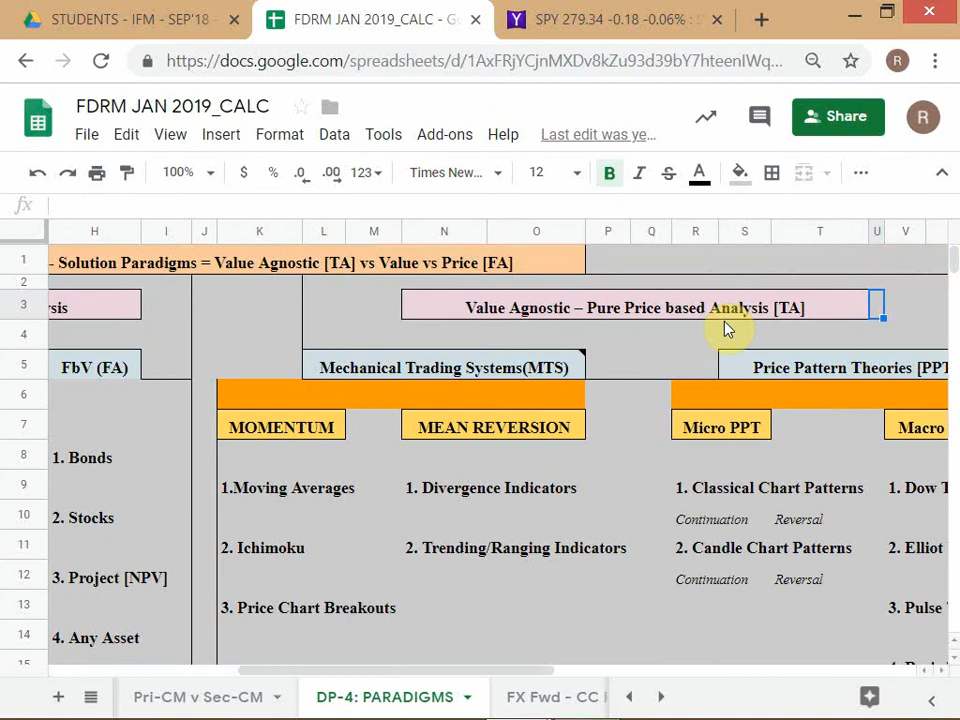 STUDENTS - IFM - SEP'18 -
FDRM JAN 2019_CALC - G
SPY 279.34 -0.18 -0.06% :
https://docs.google.com/spreadsheets/d/1AxFRjYCjnMXDv8kZu93d39bY7hteenIWq...
R
FDRM JAN 2019_CALC
Share
R
File Edit View Insert Format Data Tools Add-ons Help Last edit was ye...
100% $ % .0 .00 123 Times New... 12 B I S A
fx
H I J K L M N O P Q R S T U V
1 - Solution Paradigms = Value Agnostic [TA] vs Value vs Price [FA]
2
3 sis Value Agnostic – Pure Price based Analysis [TA]
4
5 FbV (FA) Mechanical Trading Systems(MTS) Price Pattern Theories [PPT
6
7 MOMENTUM MEAN REVERSION Micro PPT Macro
8 1. Bonds
9 1.Moving Averages 1. Divergence Indicators 1. Classical Chart Patterns 1. Dow T
10 2. Stocks Continuation Reversal
11 2. Ichimoku 2. Trending/Ranging Indicators 2. Candle Chart Patterns 2. Elliot
12 3. Project [NPV] Continuation Reversal
13 3. Price Chart Breakouts 3. Pulse
14 4. Any Asset
15
Pri-CM v Sec-CM DP-4: PARADIGMS FX Fwd - CC